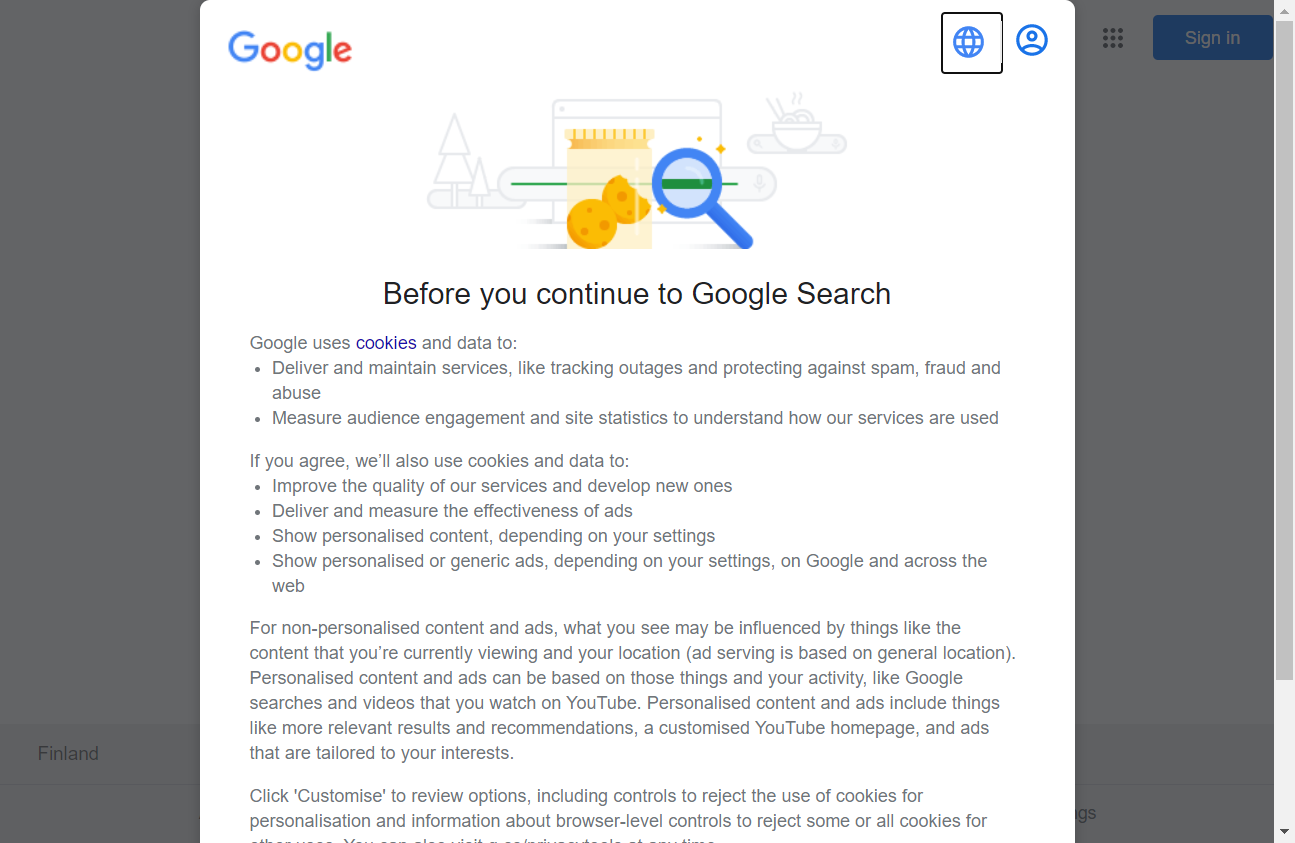 Google
Sign in
Before you continue to Google Search
Google uses cookies and data to:
Deliver and maintain services, like tracking outages and protecting against spam, fraud and
abuse
Measure audience engagement and site statistics to understand how our services are used
If you agree, we’ll also use cookies and data to:
Improve the quality of our services and develop new ones
Deliver and measure the effectiveness of ads
Show personalised content, depending on your settings
Show personalised or generic ads, depending on your settings, on Google and across the
web
For non-personalised content and ads, what you see may be influenced by things like the
content that you’re currently viewing and your location (ad serving is based on general location).
Personalised content and ads can be based on those things and your activity, like Google
searches and videos that you watch on YouTube. Personalised content and ads include things
like more relevant results and recommendations, a customised YouTube homepage, and ads
that are tailored to your interests.
Finland
Click 'Customise' to review options, including controls to reject the use of cookies for
personalisation and information about browser-level controls to reject some or all cookies for